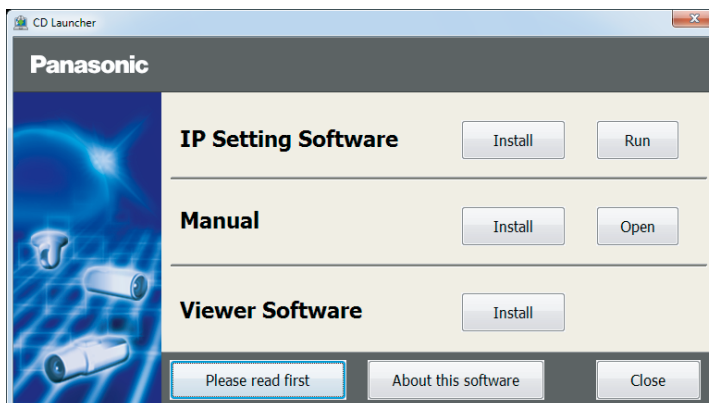 CD Launcher
Panasonic
IP Setting Software Install Run
Manual Install Open
Viewer Software Install
Please read first About this software Close